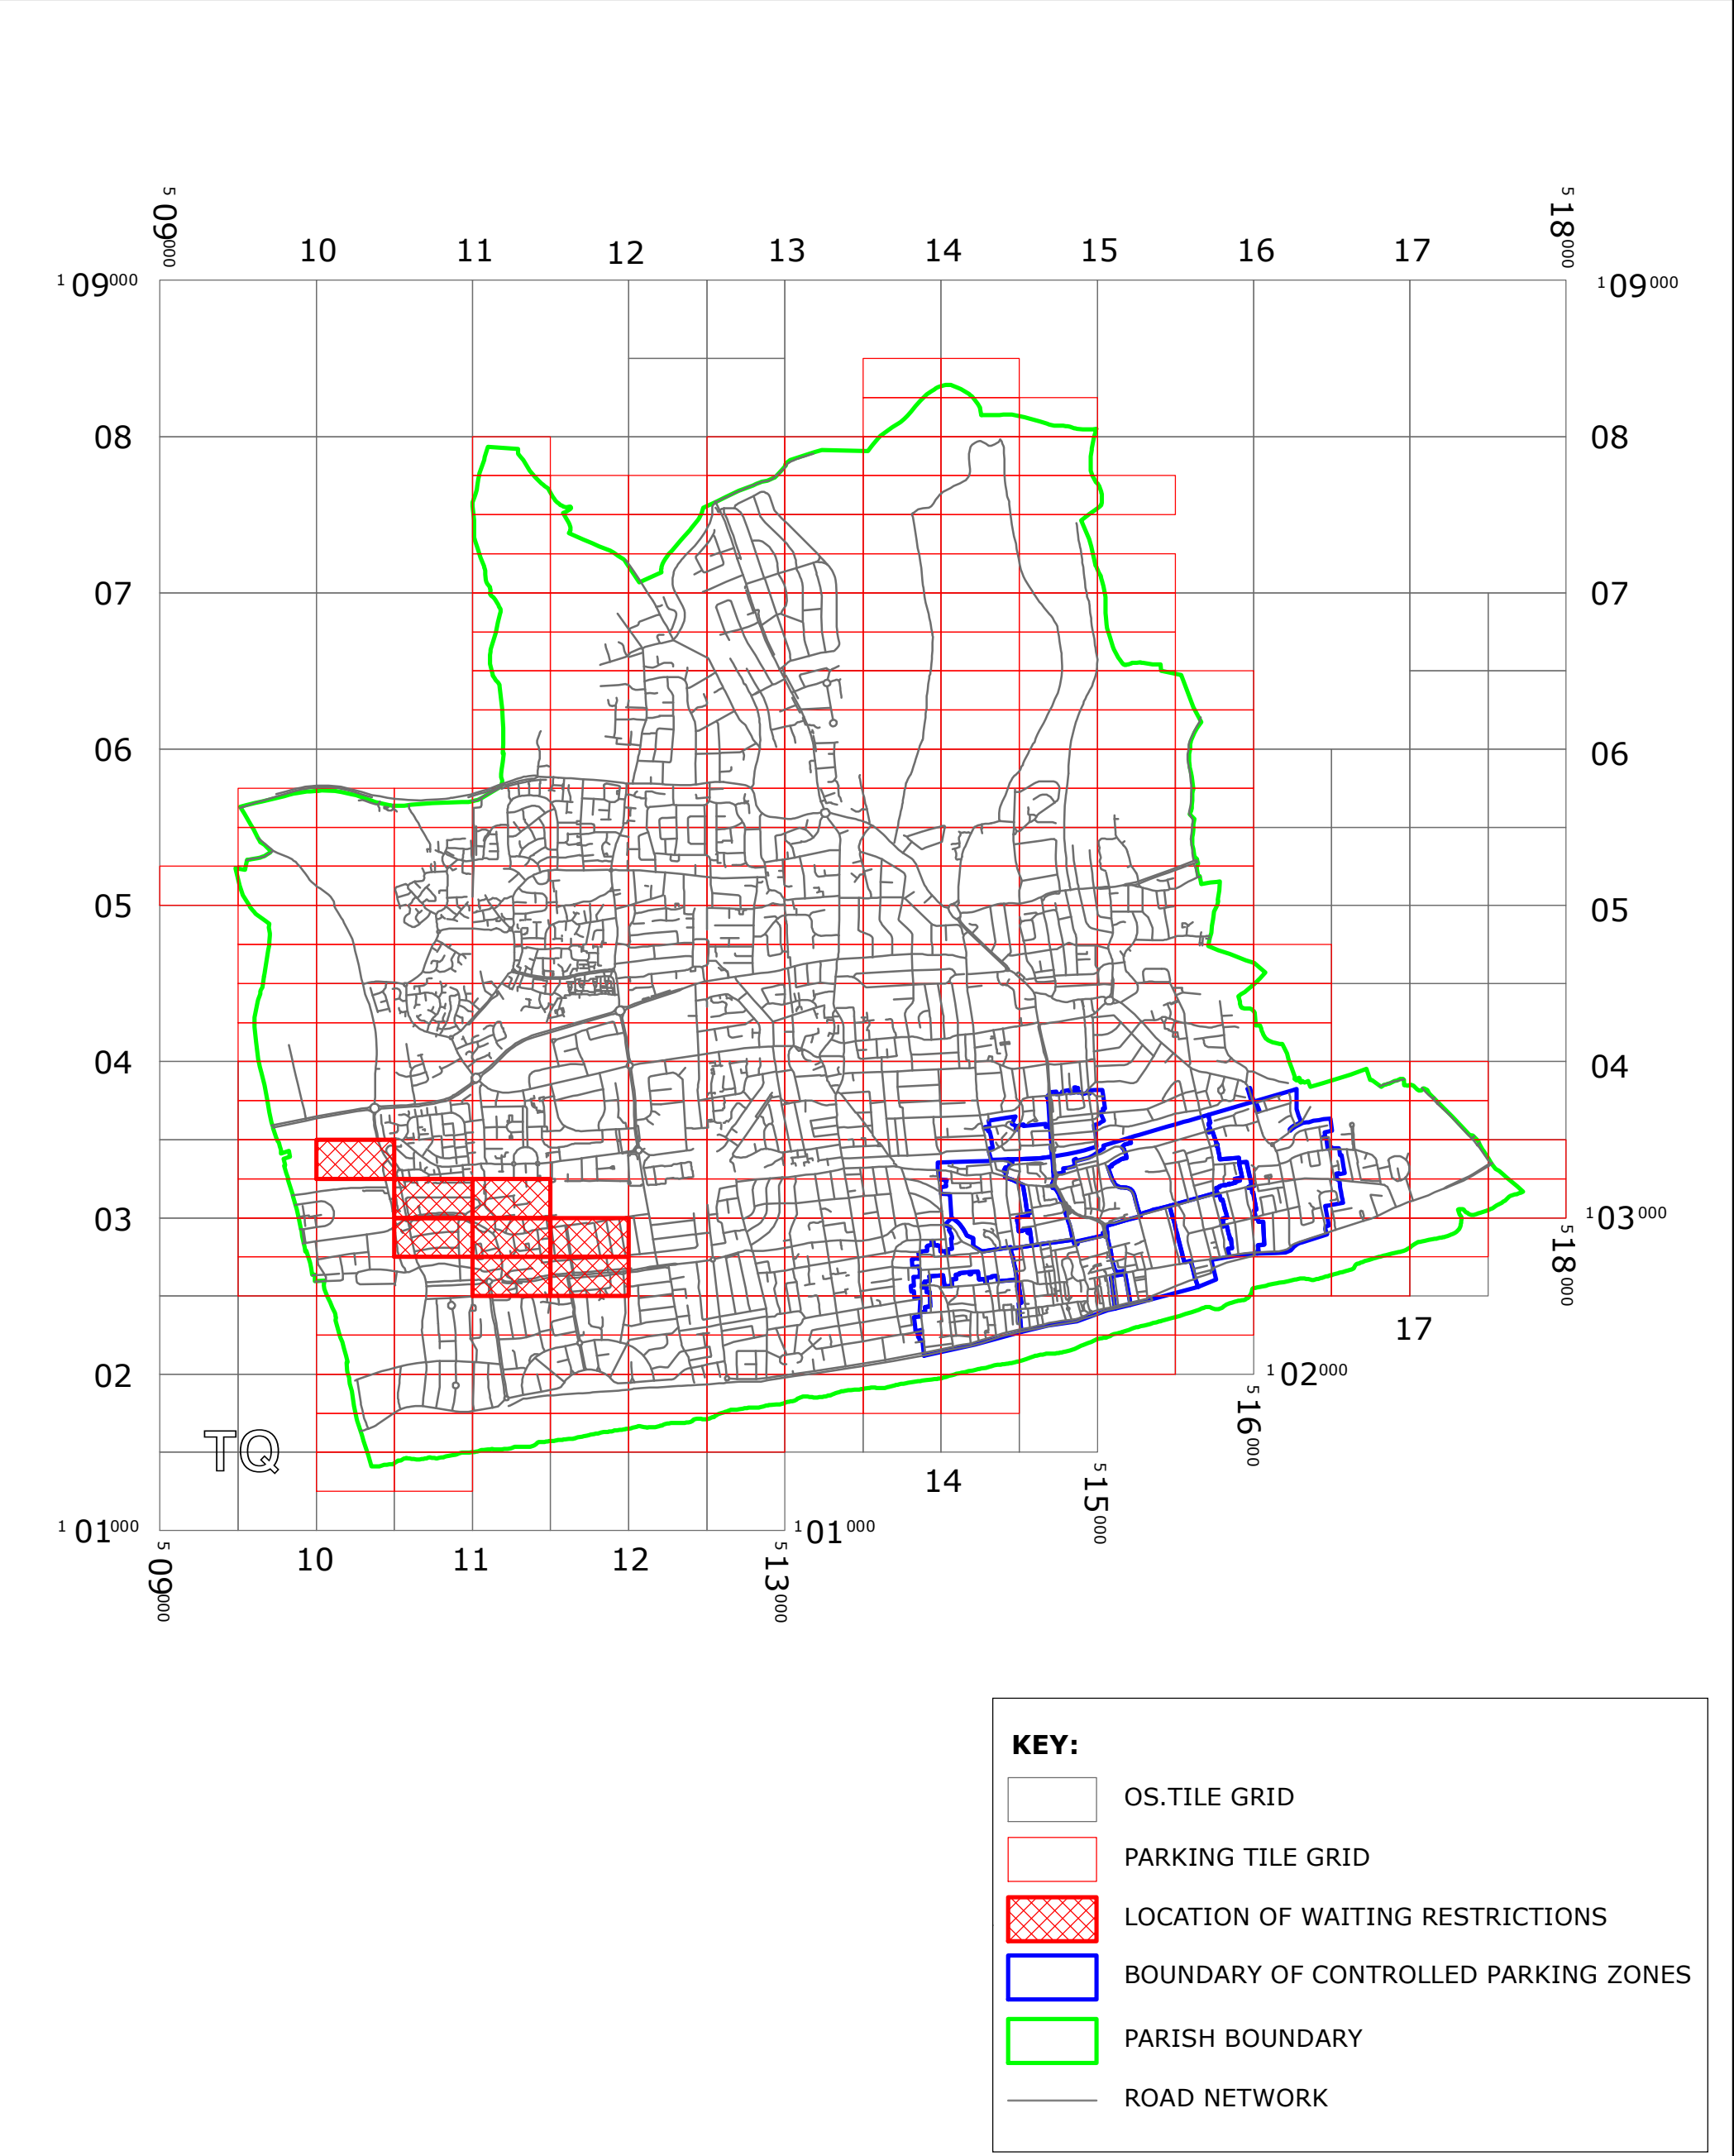 5 09000
5 18000
10 11 12 13 14 15 16 17
1 09000
1 09000
08 08
07 07
06 06
05 05
04 04
03
1 03000
5 18000
17
02
1 02000
5 16000
TQ
14
5 15000
1 01000
1 01000
10 11 12
5 09000
5 13000
KEY:
OS.TILE GRID
PARKING TILE GRID
LOCATION OF WAITING RESTRICTIONS
BOUNDARY OF CONTROLLED PARKING ZONES
PARISH BOUNDARY
ROAD NETWORK